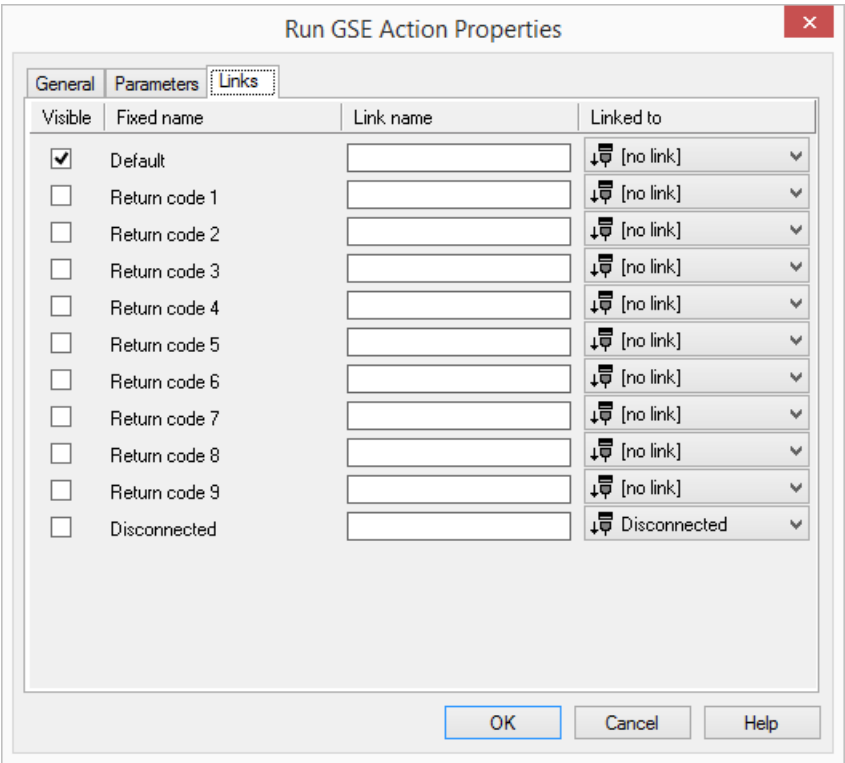 Run GSE Action Properties
General Parameters Links
Visible Fixed name Link name Linked to
Default [no link]
Return code 1 [no link]
Return code 2 [no link]
Return code 3 [no link]
Return code 4 [no link]
Return code 5 [no link]
Return code 6 [no link]
Return code 7 [no link]
Return code 8 [no link]
Return code 9 [no link]
Disconnected Disconnected
OK Cancel Help